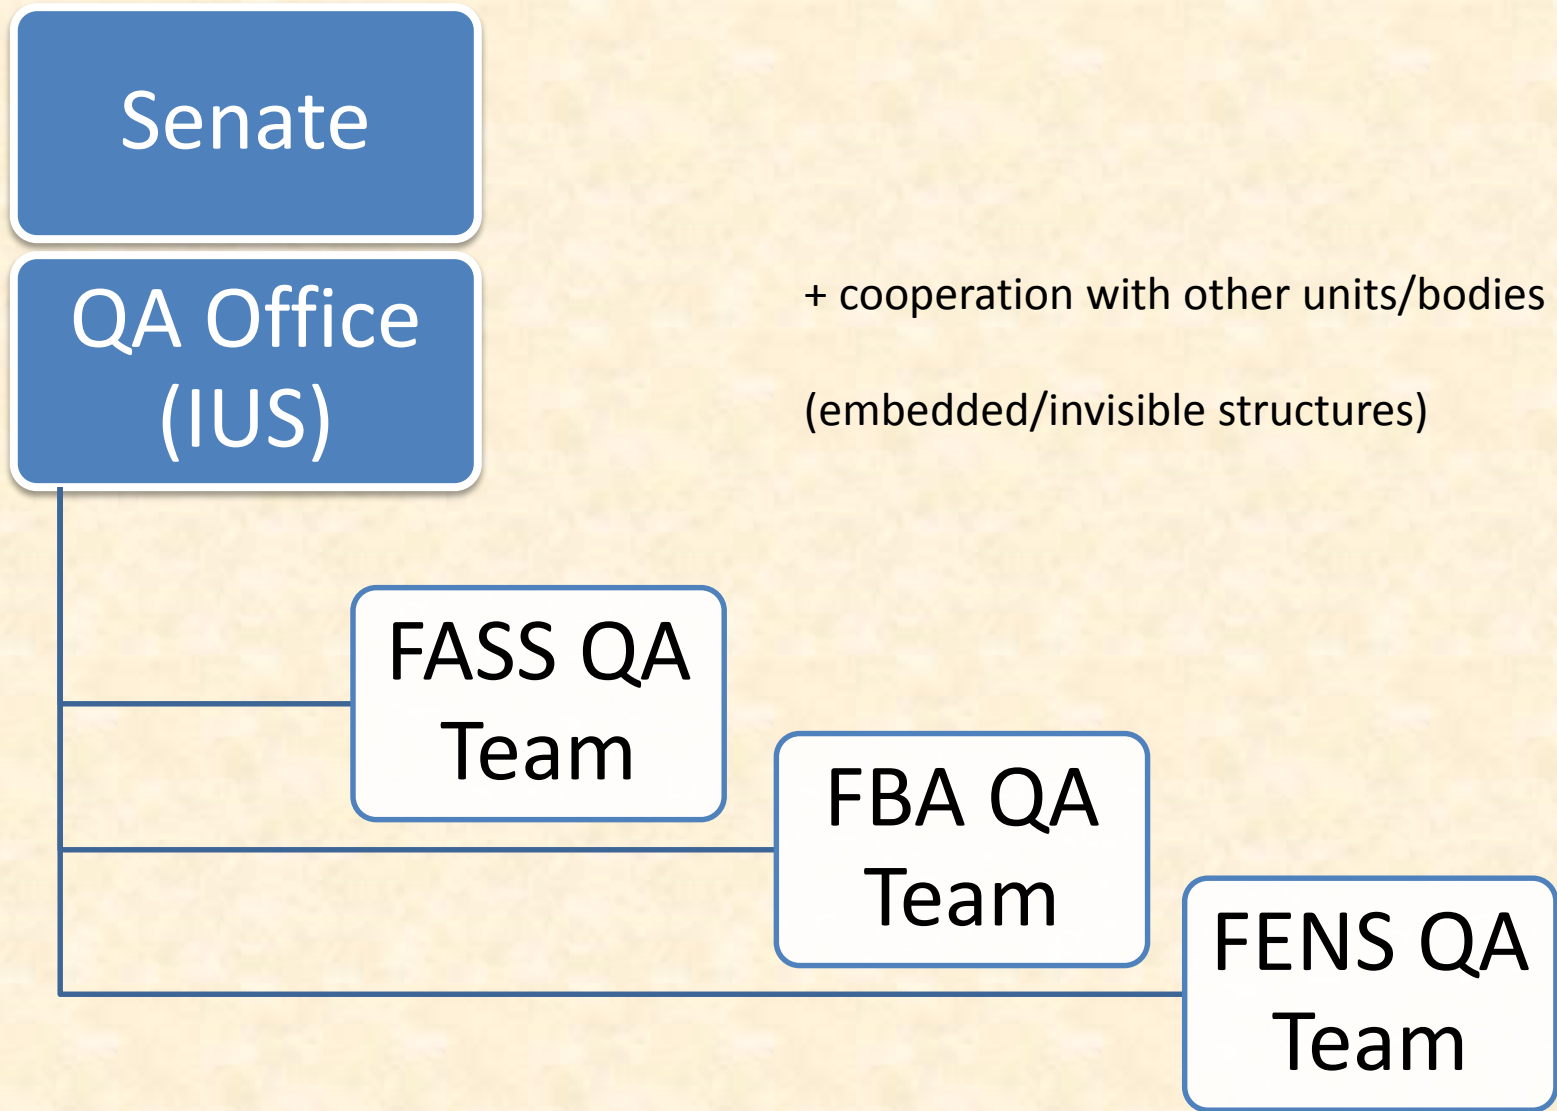 Senate
QA Office
(IUS)
+ cooperation with other units/bodies
(embedded/invisible structures)
FASS QA
Team
FBA QA
Team
FENS QA
Team